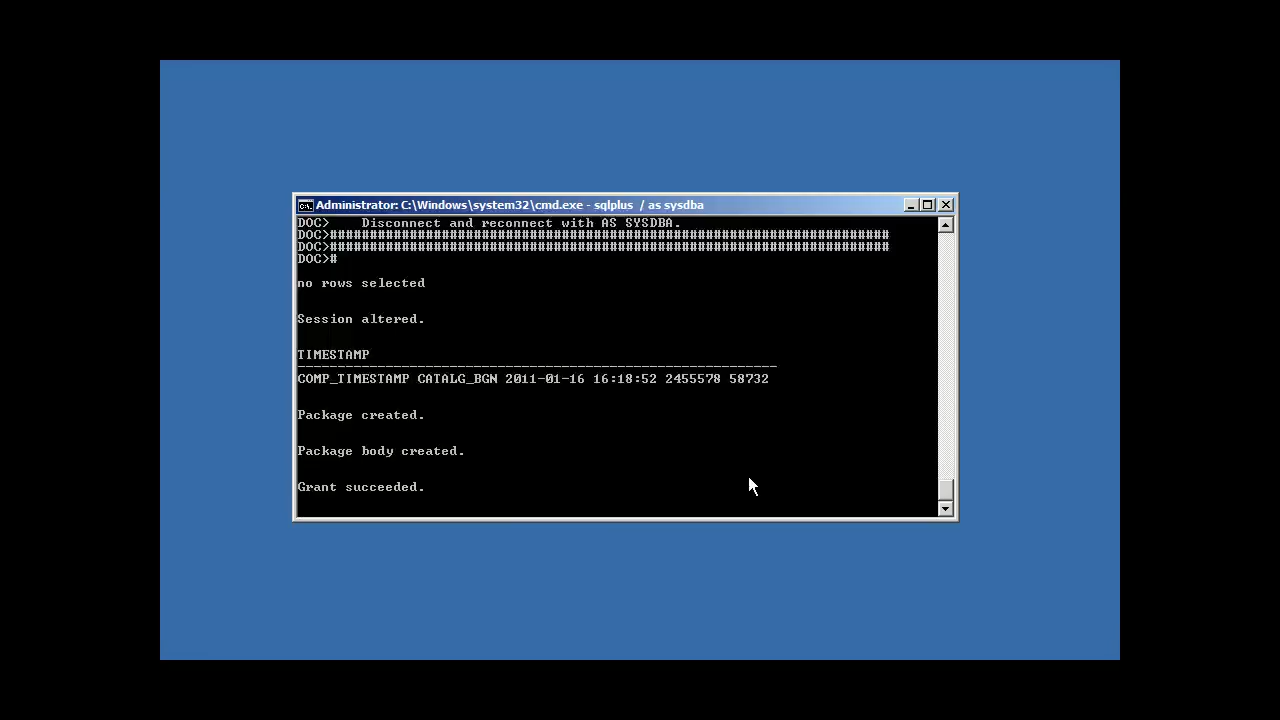 Administrator: C:\Windows\system32\cmd.exe - sqlplus / as sysdba
DOC>    Disconnect and reconnect with AS SYSDBA.
DOC>######################################################################
DOC>######################################################################
DOC>#
no rows selected
Session altered.
TIMESTAMP
------------------------------------------------------------
COMP_TIMESTAMP CATALG_BGN 2011-01-16 16:18:52 2455578 58732
Package created.
Package body created.
Grant succeeded.